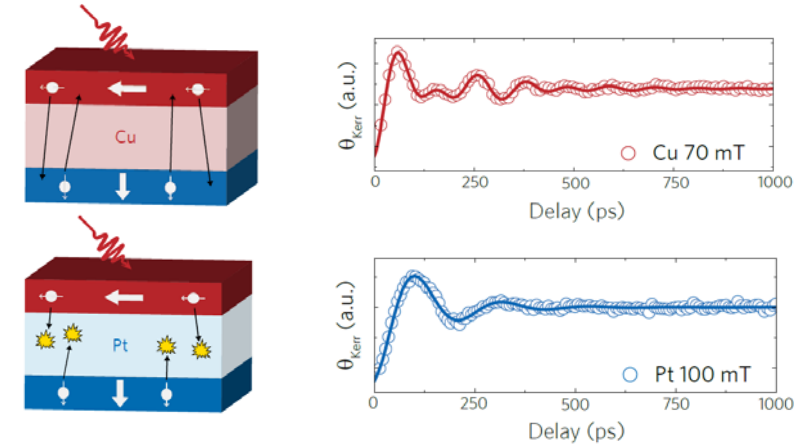 Cu
θKerr (a.u.)
Cu 70 mT
0 250 500 750 1000
Delay (ps)
Pt
θKerr (a.u.)
Pt 100 mT
0 250 500 750 1000
Delay (ps)